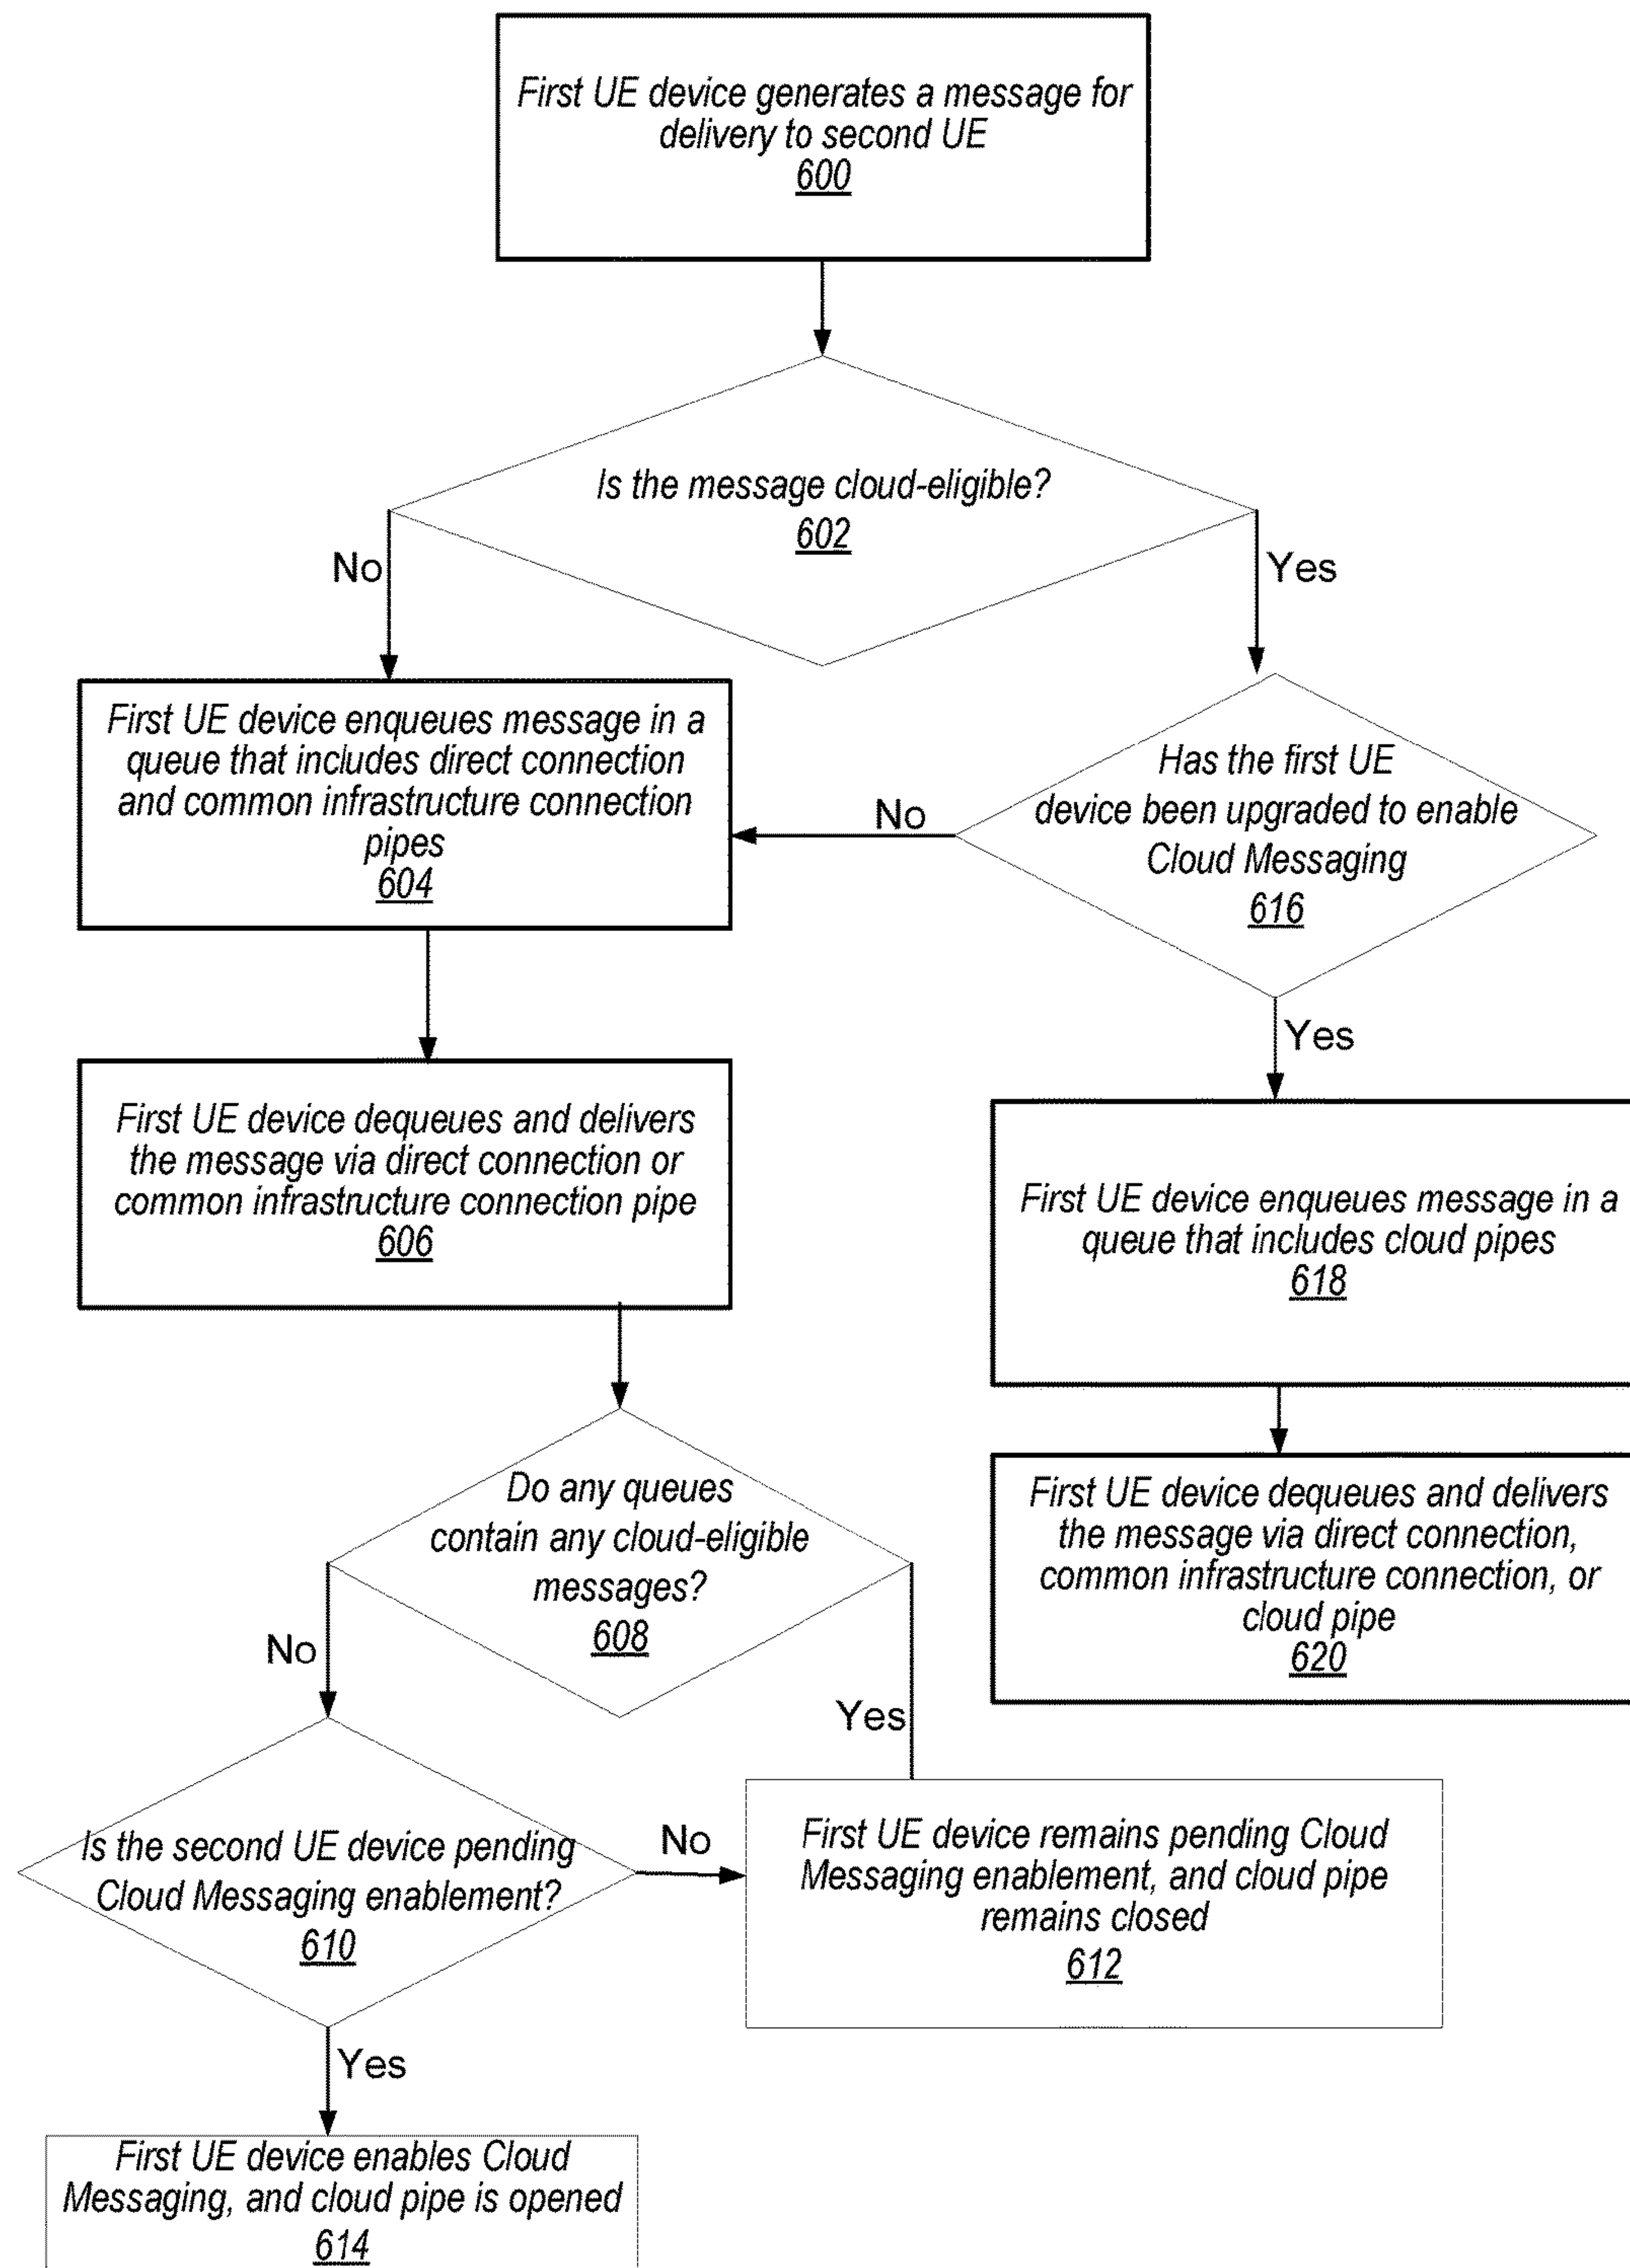 First UE device generates a message for
delivery to second UE
600
Is the message cloud-eligible?
602
No
Yes
First UE device enqueues message in a
queue that includes direct connection
and common infrastructure connection
pipes
604
Has the first UE
device been upgraded to enable
Cloud Messaging
616
No
Yes
First UE device dequeues and delivers
the message via direct connection or
common infrastructure connection pipe
606
First UE device enqueues message in a
queue that includes cloud pipes
618
Do any queues
contain any cloud-eligible
messages?
608
First UE device dequeues and delivers
the message via direct connection,
common infrastructure connection, or
cloud pipe
620
No
Yes
Is the second UE device pending
Cloud Messaging enablement?
610
No
First UE device remains pending Cloud
Messaging enablement, and cloud pipe
remains closed
612
Yes
First UE device enables Cloud
Messaging, and cloud pipe is opened
614